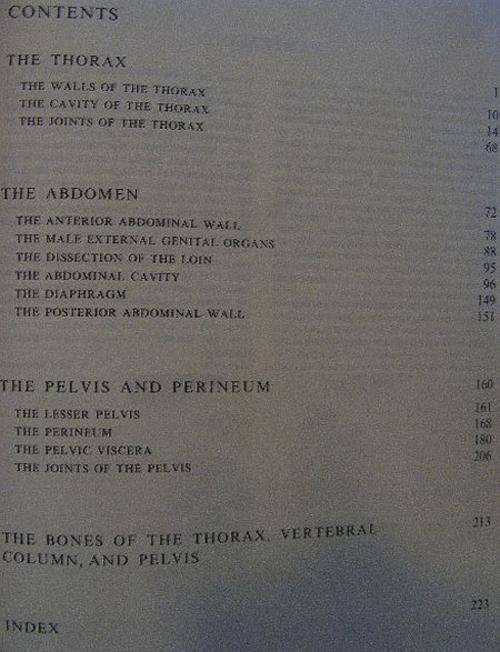 CONTENTS
THE THORAX 1
THE WALLS OF THE THORAX 10
THE CAVITY OF THE THORAX 14
THE JOINTS OF THE THORAX 68
THE ABDOMEN 72
THE ANTERIOR ABDOMINAL WALL 78
THE MALE EXTERNAL GENITAL ORGANS 88
THE DISSECTION OF THE LOIN 95
THE ABDOMINAL CAVITY 96
THE DIAPHRAGM 149
THE POSTERIOR ABDOMINAL WALL 151
THE PELVIS AND PERINEUM 160
THE LESSER PELVIS 161
THE PERINEUM 168
THE PELVIC VISCERA 180
THE JOINTS OF THE PELVIS 206
THE BONES OF THE THORAX, VERTEBRAL 213
COLUMN, AND PELVIS
INDEX 223